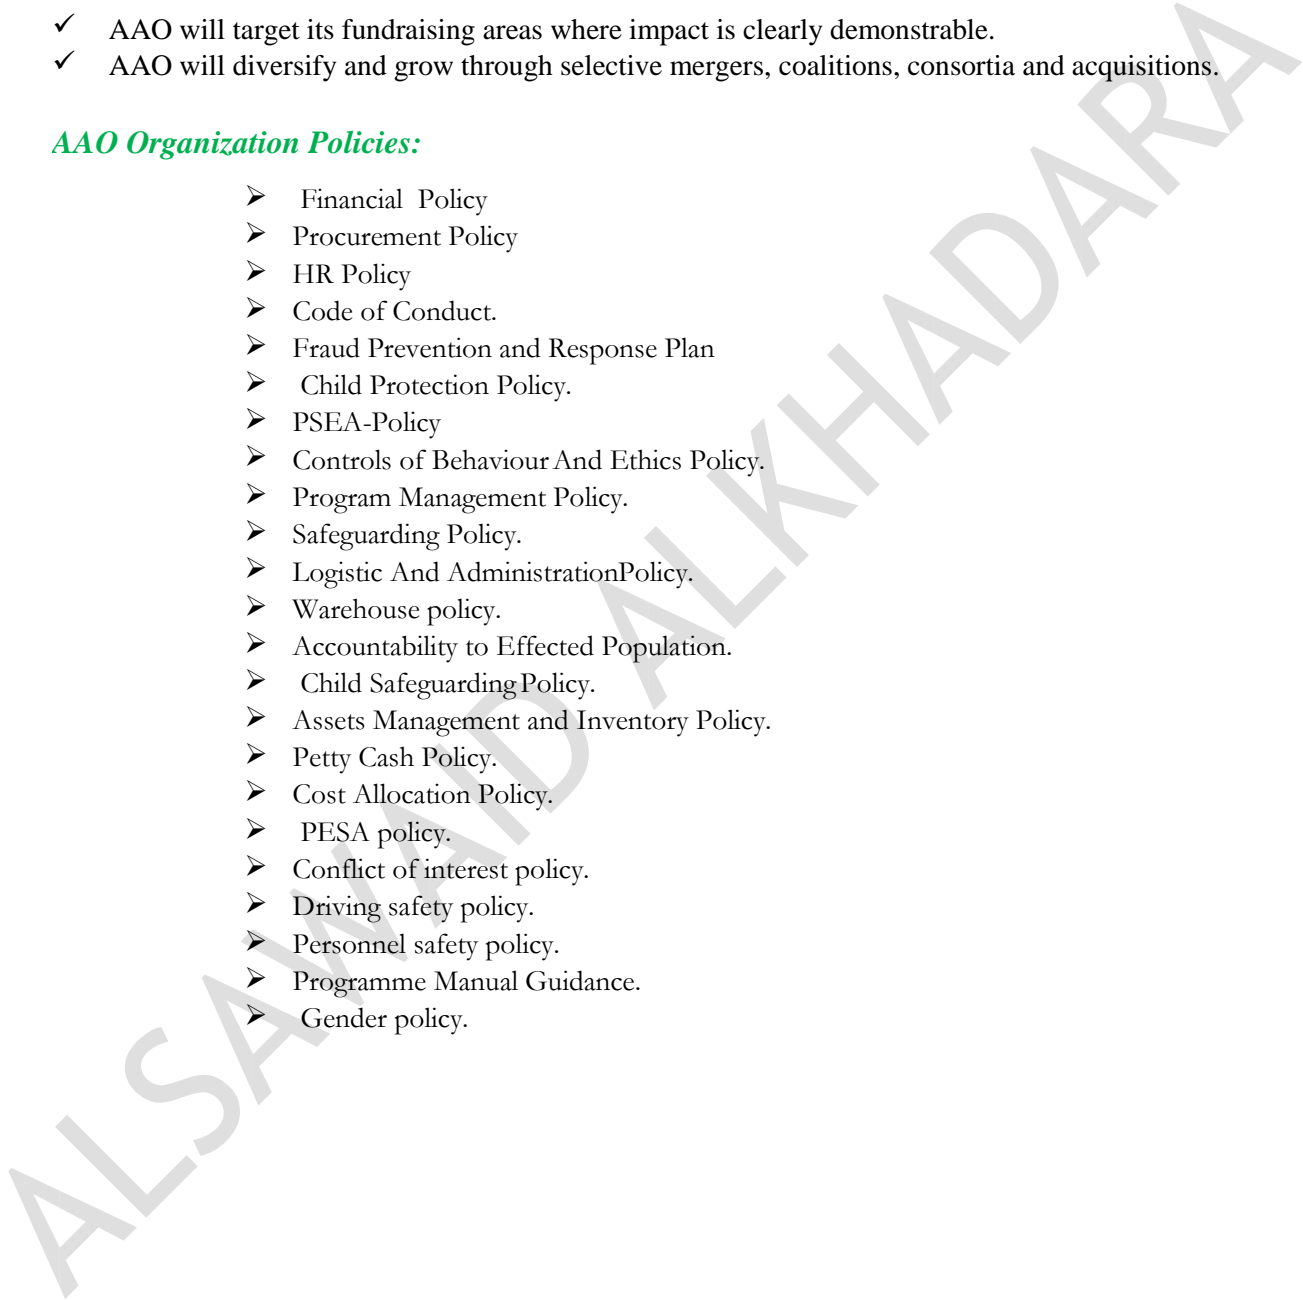 ✓ AAO will target its fundraising areas where impact is clearly demonstrable.
✓ AAO will diversify and grow through selective mergers, coalitions, consortia and acquisitions.
AAO Organization Policies:
➢ Financial Policy
➢ Procurement Policy
➢ HR Policy
➢ Code of Conduct.
➢ Fraud Prevention and Response Plan
➢ Child Protection Policy.
➢ PSEA-Policy
➢ Controls of Behaviour And Ethics Policy.
➢ Program Management Policy.
➢ Safeguarding Policy.
➢ Logistic And AdministrationPolicy.
➢ Warehouse policy.
➢ Accountability to Effected Population.
➢ Child Safeguarding Policy.
➢ Assets Management and Inventory Policy.
➢ Petty Cash Policy.
➢ Cost Allocation Policy.
➢ PESA policy.
➢ Conflict of interest policy.
➢ Driving safety policy.
➢ Personnel safety policy.
➢ Programme Manual Guidance.
➢ Gender policy.
ALSAWAID ALKHADARA